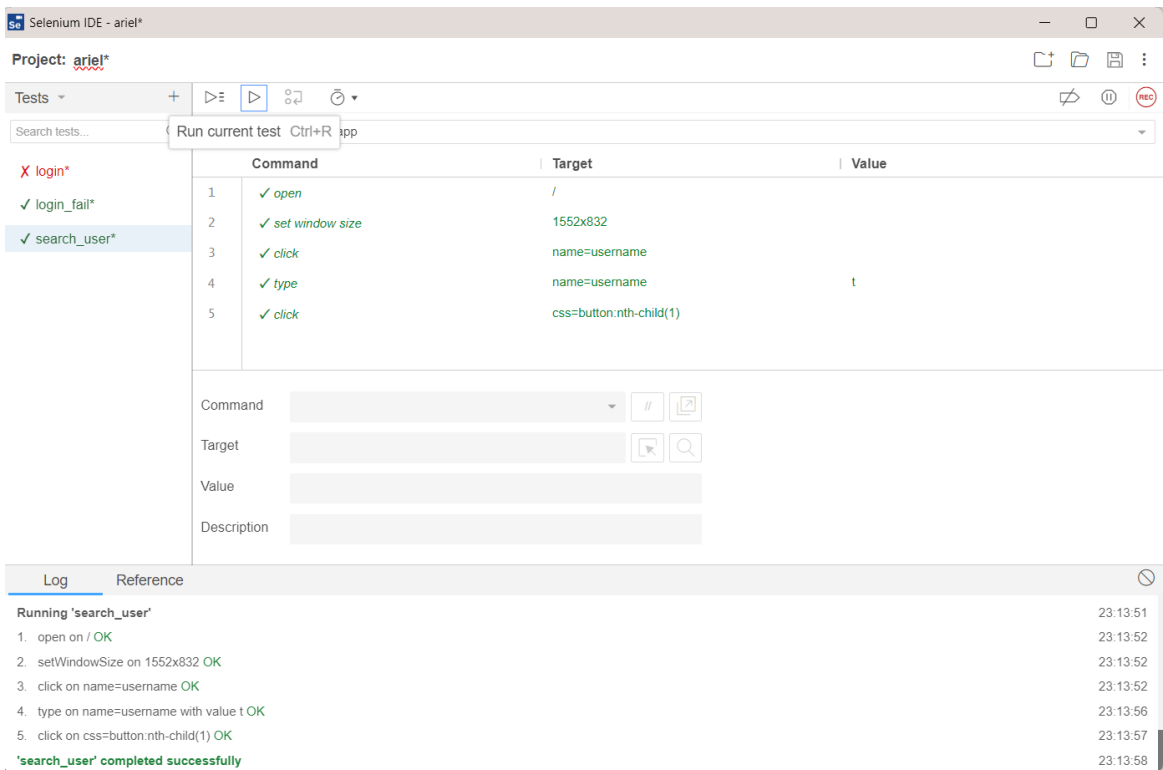 Se Selenium IDE - ariel*
Project: ariel*
REC
Tests
Search tests...
Run current test Ctrl+R
app
X login*
✓ login_fail*
✓ search_user*
Command Target Value
1 ✓ open /
2 ✓ set window size 1552x832
3 ✓ click name=username
4 ✓ type name=username t
5 ✓ click css=button:nth-child(1)
Command //
Target
Value
Description
Log Reference
Running 'search_user' 23:13:51
1. open on / OK 23:13:52
2. setWindowSize on 1552x832 OK 23:13:52
3. click on name=username OK 23:13:52
4. type on name=username with value t OK 23:13:56
5. click on css=button:nth-child(1) OK 23:13:57
'search_user' completed successfully 23:13:58